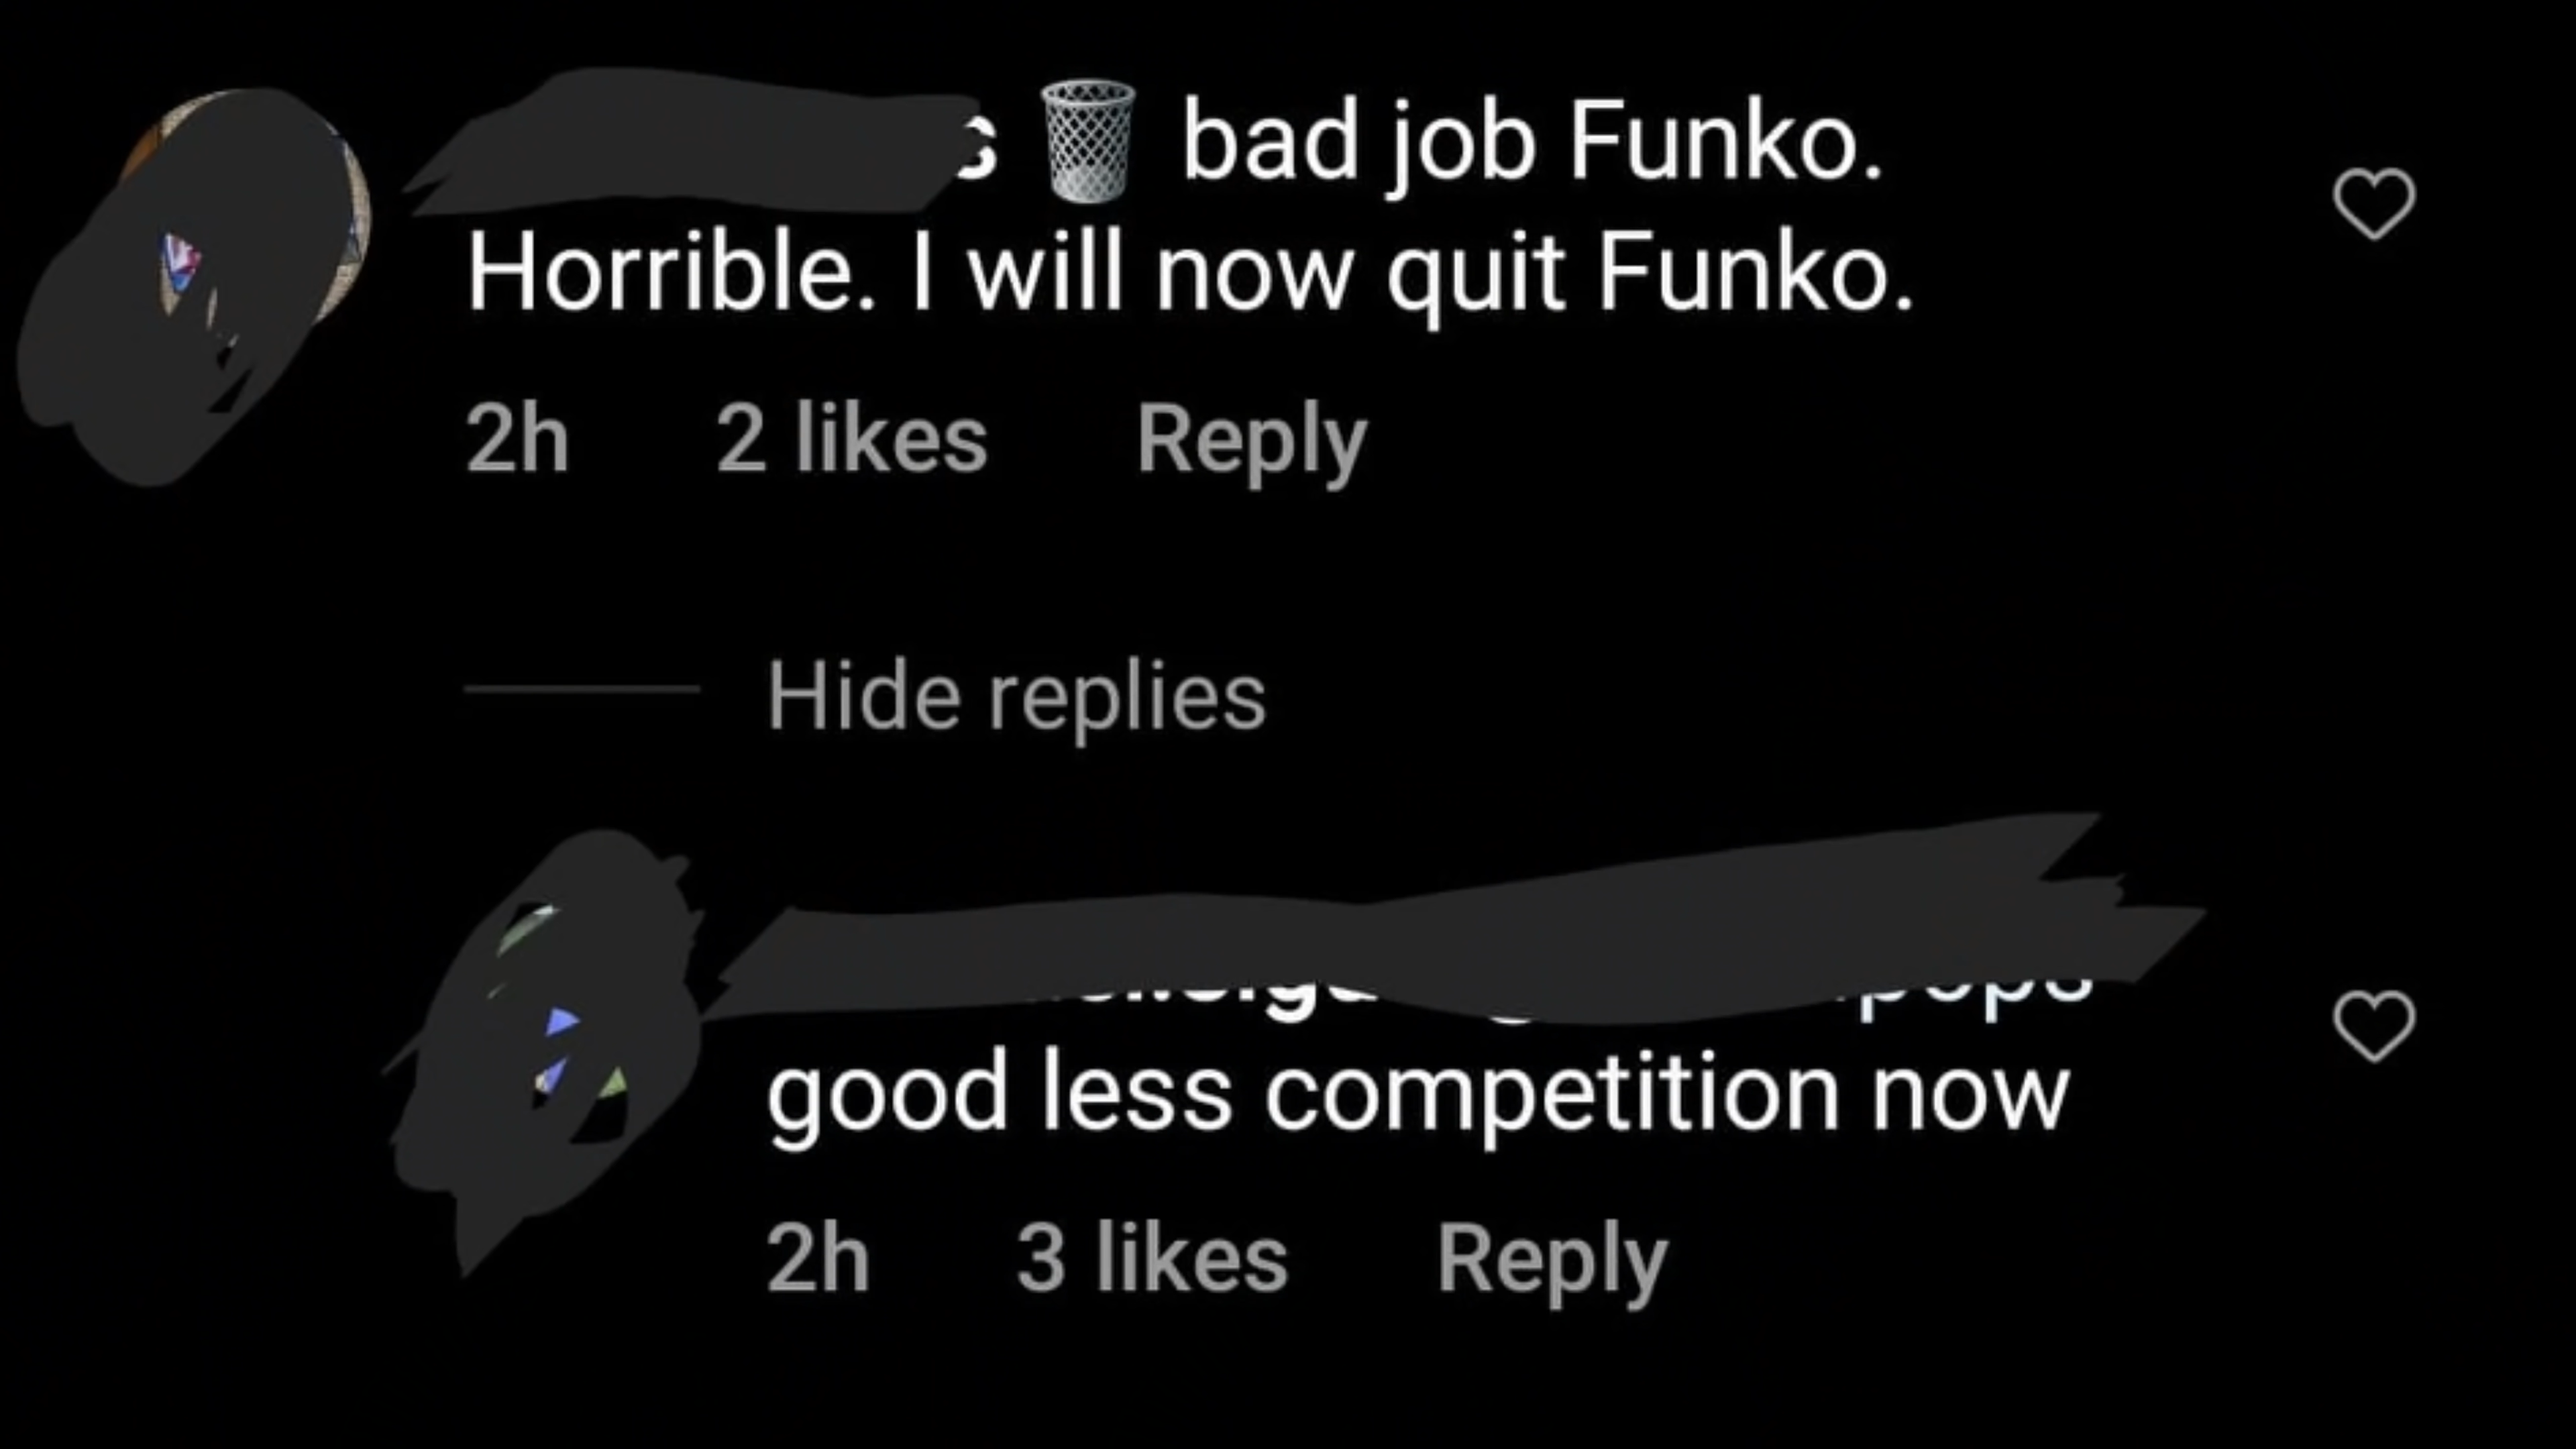 🗑 bad job Funko.
Horrible. I will now quit Funko.
2h 2 likes Reply
Hide replies
good less competition now
2h 3 likes Reply